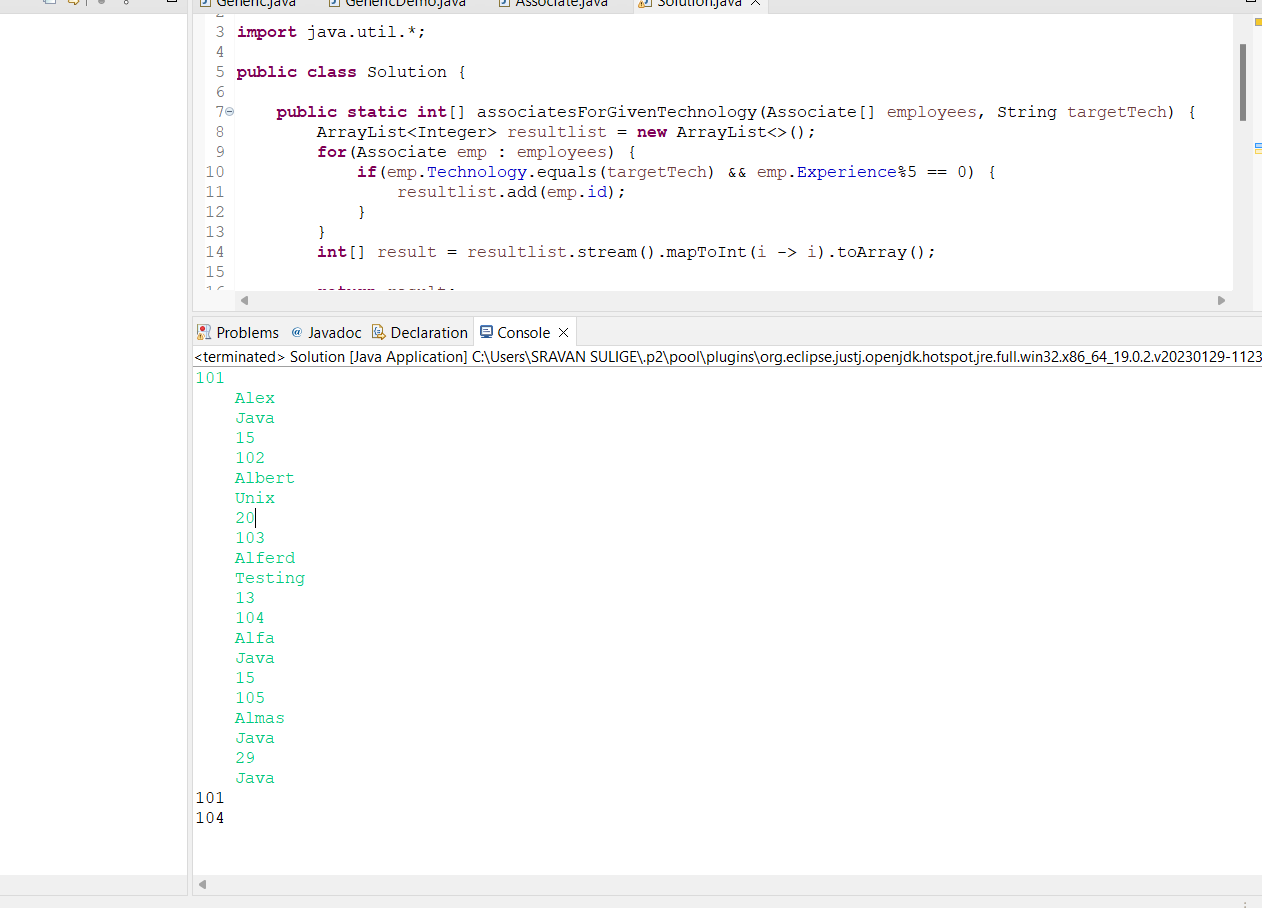 Generic.java GenericDemo.java Associate.java Solution.java
3 import java.util.*;
4
5 public class Solution {
6
7 public static int[] associatesForGivenTechnology(Associate[] employees, String targetTech) {
8 ArrayList<Integer> resultlist = new ArrayList<>();
9 for(Associate emp : employees) {
10 if(emp.Technology.equals(targetTech) && emp.Experience%5 == 0) {
11 resultlist.add(emp.id);
12 }
13 }
14 int[] result = resultlist.stream().mapToInt(i -> i).toArray();
15
16 return result;
Problems @ Javadoc Declaration Console
<terminated> Solution [Java Application] C:\Users\SRAVAN SULIGE\.p2\pool\plugins\org.eclipse.justj.openjdk.hotspot.jre.full.win32.x86_64_19.0.2.v20230129-1123
101
Alex
Java
15
102
Albert
Unix
20
103
Alferd
Testing
13
104
Alfa
Java
15
105
Almas
Java
29
Java
101
104